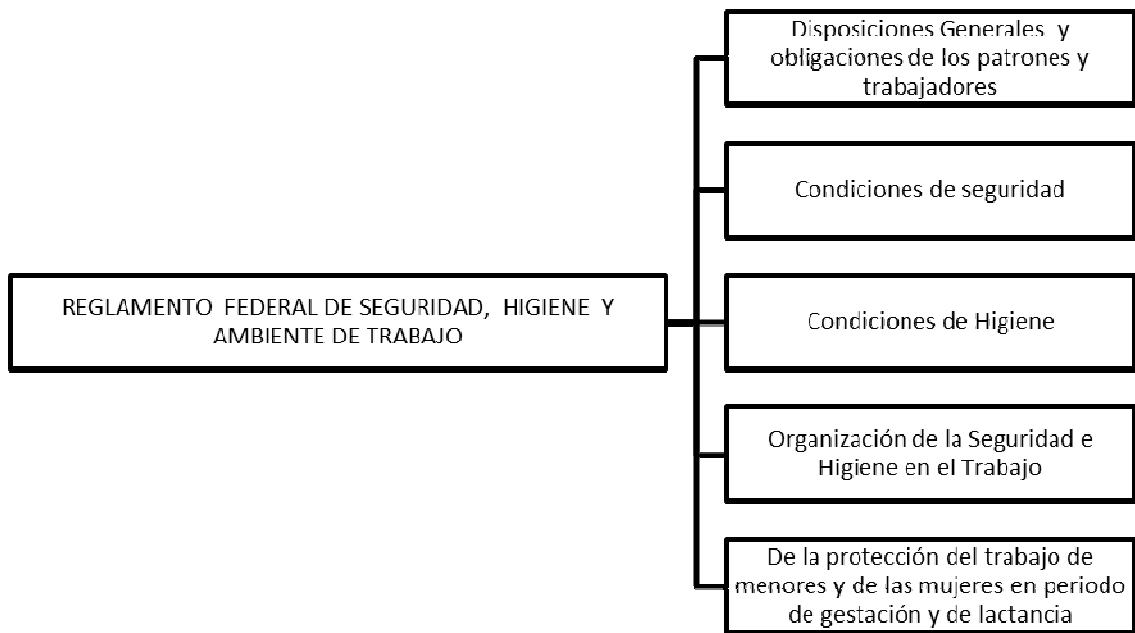 Disposiciones Generales y
obligaciones de los patrones y
trabajadores
Condiciones de seguridad
REGLAMENTO FEDERAL DE SEGURIDAD, HIGIENE Y
AMBIENTE DE TRABAJO
Condiciones de Higiene
Organización de la Seguridad e
Higiene en el Trabajo
De la protección del trabajo de
menores y de las mujeres en periodo
de gestación y de lactancia